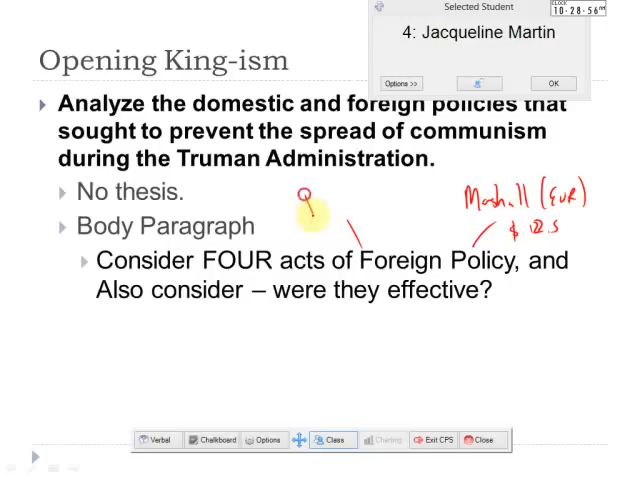 Selected Student
CLOCK
10:28:56
4: Jacqueline Martin
Options >>
OK
Opening King-ism
Analyze the domestic and foreign policies that
sought to prevent the spread of communism
during the Truman Administration.
No thesis.
Marshall (EUR)
Body Paragraph
$ 12.5
Consider FOUR acts of Foreign Policy, and
Also consider – were they effective?
Verbal
Chalkboard
Options
Class
Charting
Exit CPS
Close